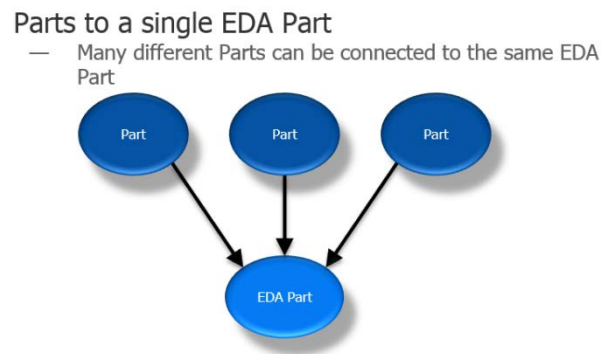 Parts to a single EDA Part
— Many different Parts can be connected to the same EDA
Part
Part
Part
Part
EDA Part